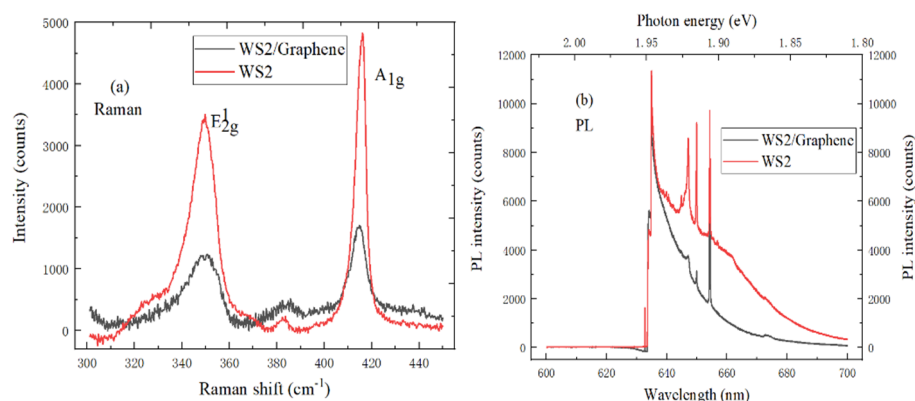 5000
4000
3000
2000
1000
0
Intensity (counts)
300
320
340
360
380
400
420
440
Raman shift (cm-1)
WS2/Graphene
WS2
(a)
Raman
E12g
A1g
Photon energy (eV)
2.00
1.95
1.90
1.85
1.80
12000
10000
8000
6000
4000
2000
0
PL intensity (counts)
12000
10000
8000
6000
4000
2000
0
PL intensity (counts)
(b)
PL
WS2/Graphene
WS2
600
620
640
660
680
700
Wavelength (nm)